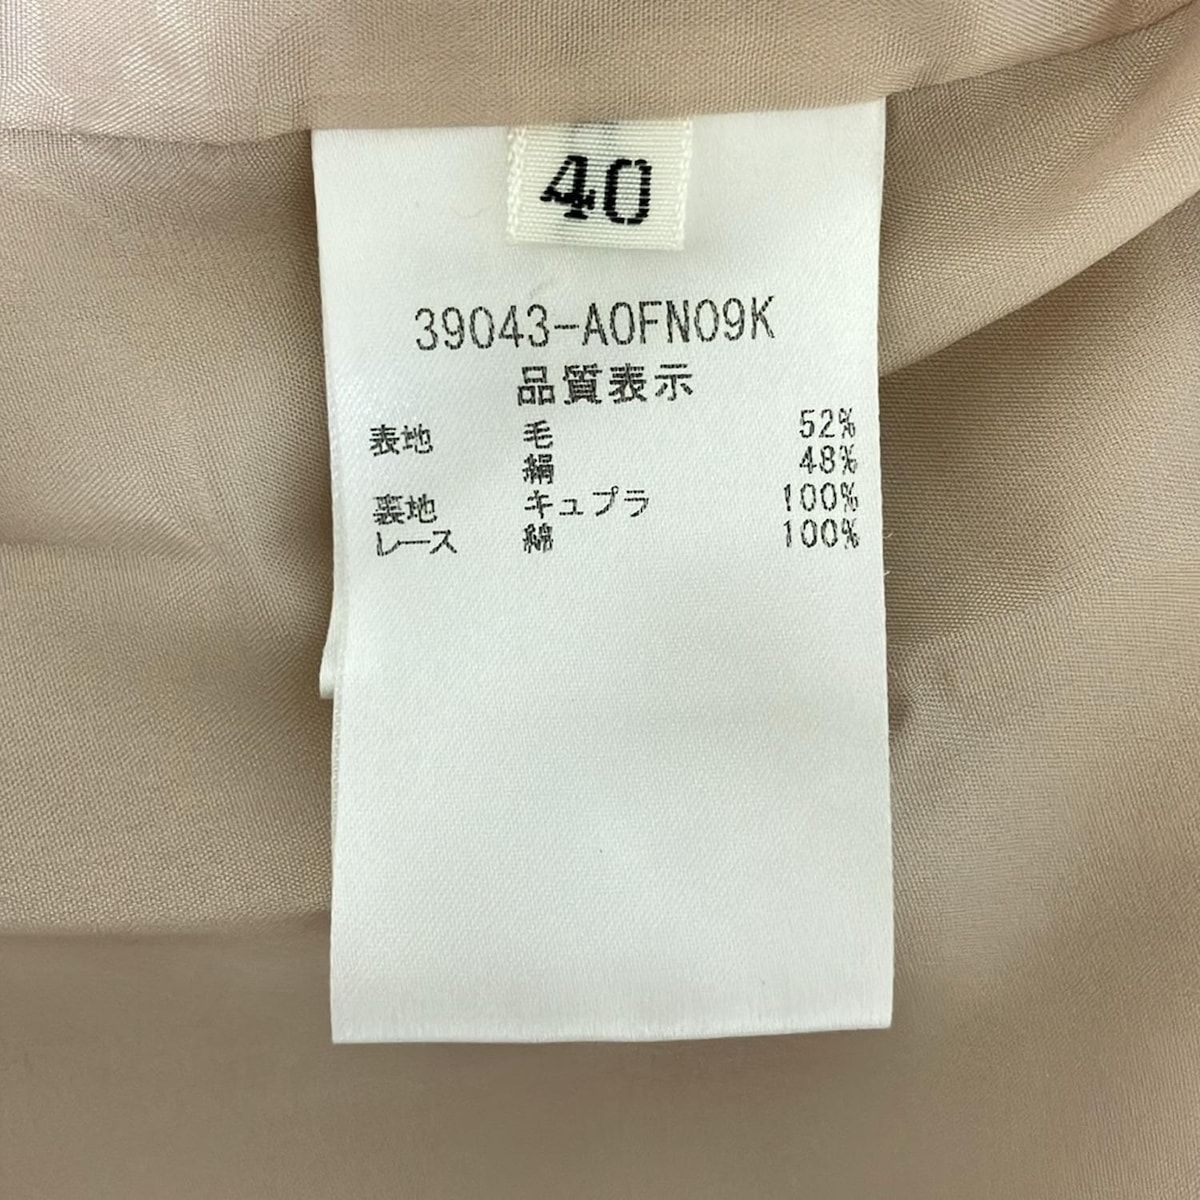 40
39043-A0FN09K
品質表示
表地 毛 52%
絹 48%
裏地 キュプラ 100%
レース 綿 100%